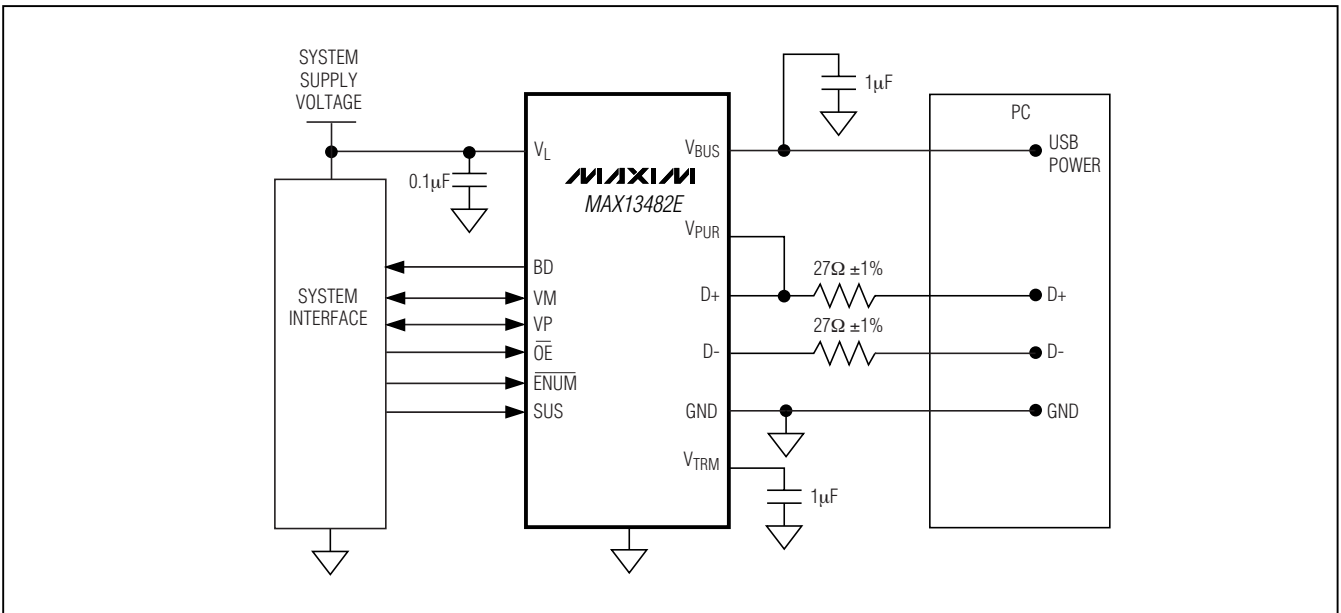 SYSTEM
SUPPLY
VOLTAGE
0.1μF
SYSTEM
INTERFACE
VL
MAXIM
MAX13482E
BD
VM
VP
OE
ENUM
SUS
VBUS
VPUR
D+
D-
GND
VTRM
1μF
27Ω ±1%
27Ω ±1%
1μF
PC
USB
POWER
D+
D-
GND